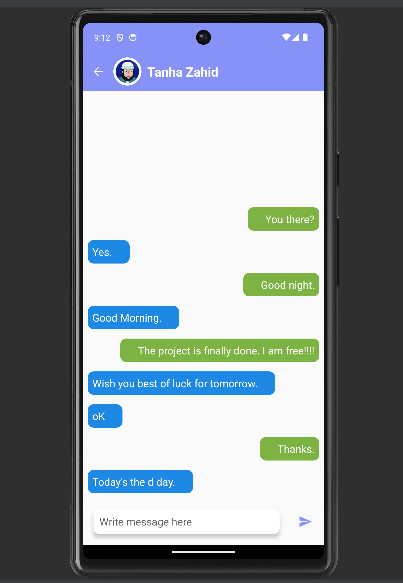 9:12
Tanha Zahid
You there?
Yes.
Good night.
Good Morning.
The project is finally done. I am free!!!!
Wish you best of luck for tomorrow.
oK
Thanks.
Today's the d day.
Write message here